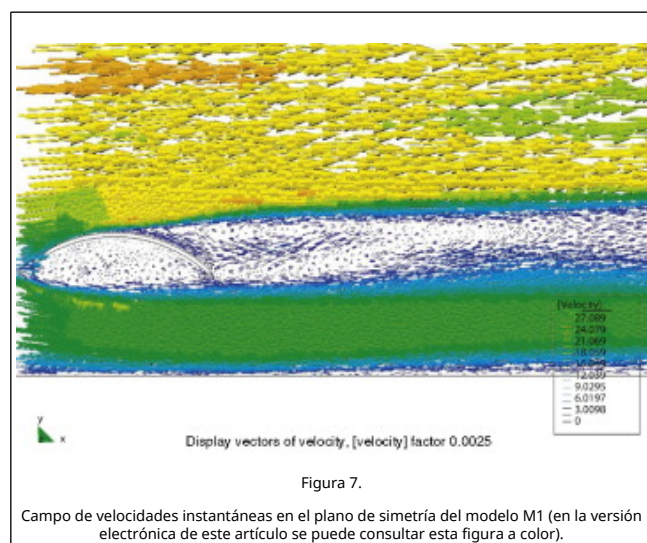 |Velocity|
27.089
24.079
21.069
18.059
9.0295
6.0197
3.0098
0
y
x
Display vectors of velocity, [velocity] factor 0.0025
Figura 7.
Campo de velocidades instantáneas en el plano de simetría del modelo M1 (en la versión
electrónica de este artículo se puede consultar esta figura a color).